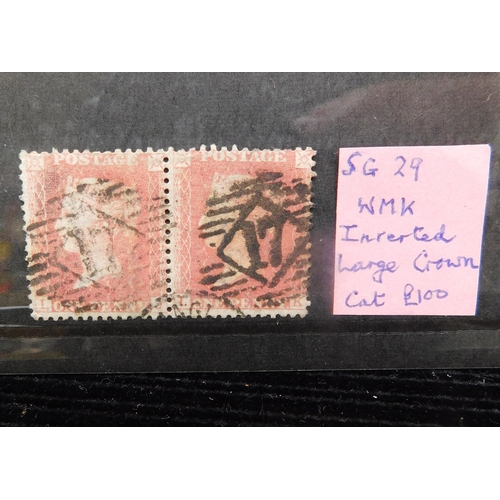 POSTAGE POSTAGE
SG 29
WMK
Inverted
Large Crown
Cat £100